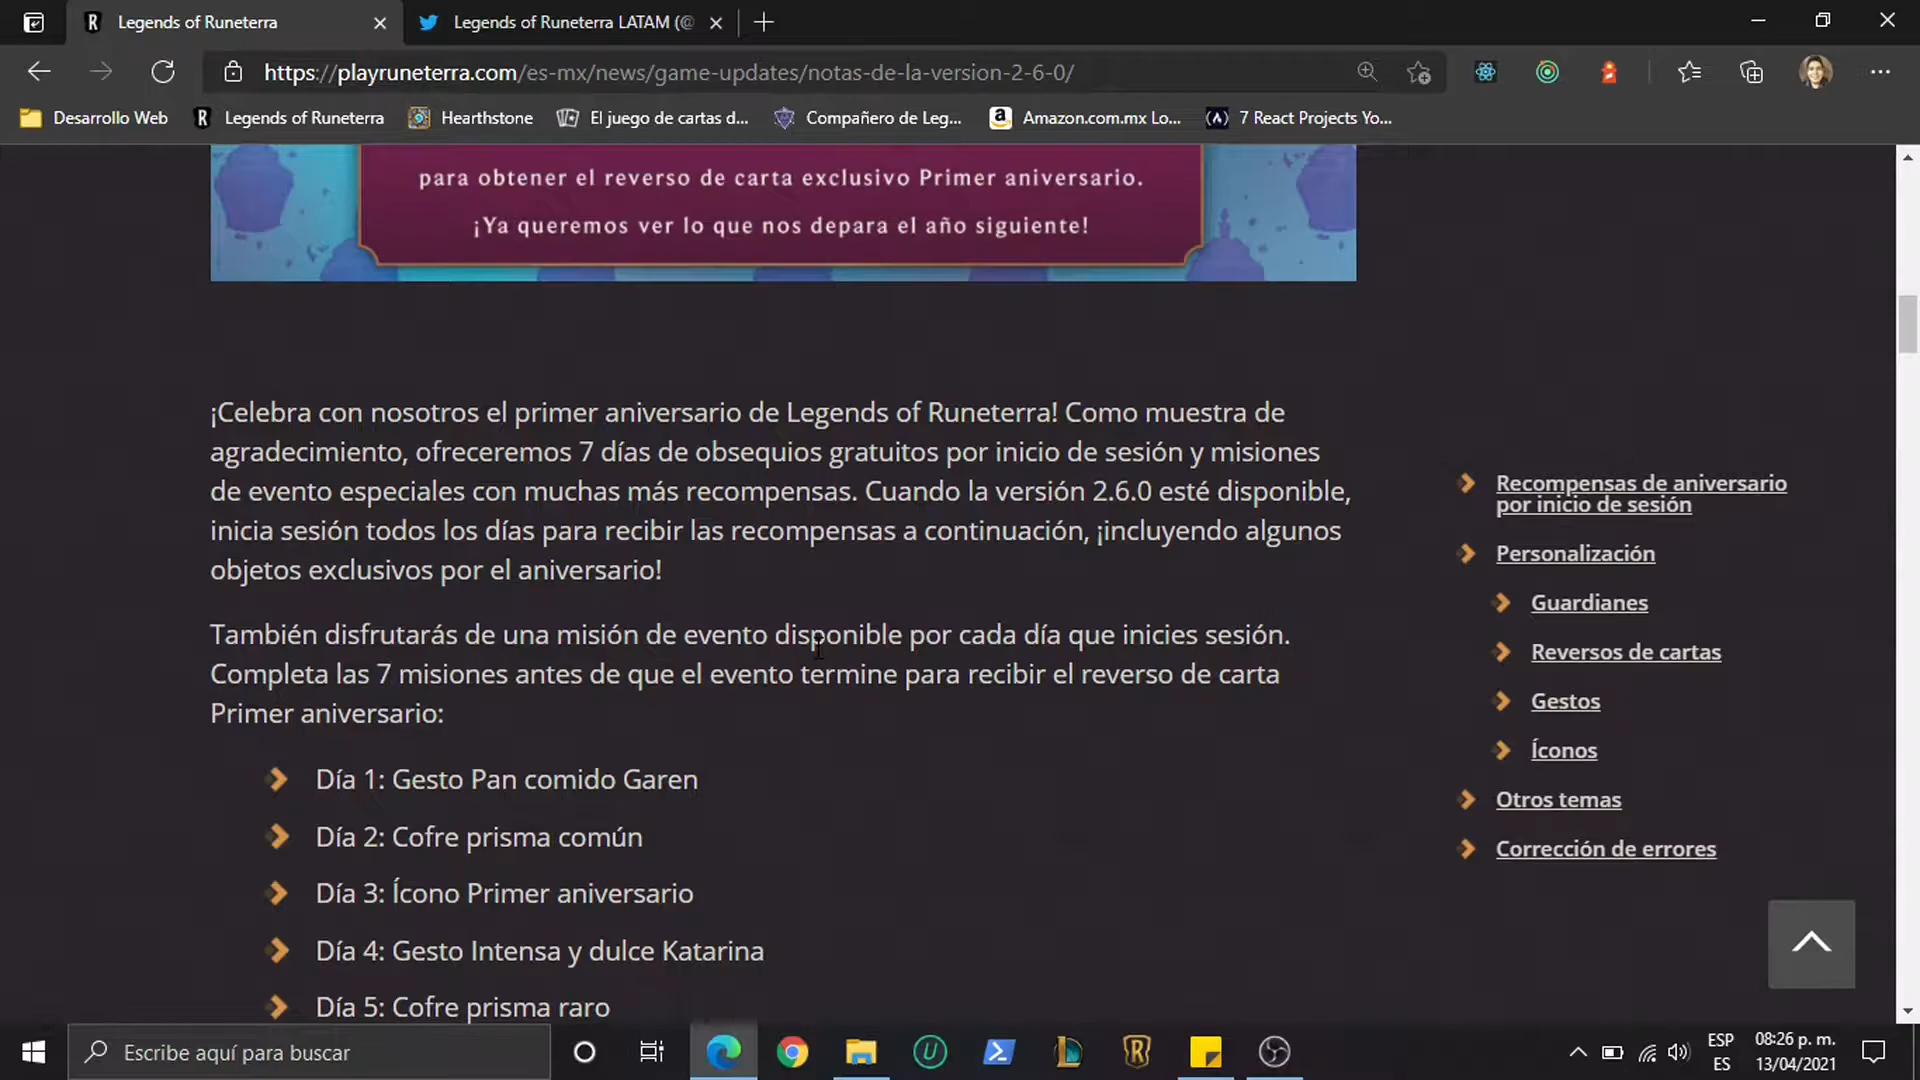 Legends of Runeterra
Legends of Runeterra LATAM (@
https://playruneterra.com/es-mx/news/game-updates/notas-de-la-version-2-6-0/
Desarrollo Web
Legends of Runeterra
Hearthstone
El juego de cartas d...
Compañero de Leg...
Amazon.com.mx Lo...
7 React Projects Yo...
para obtener el reverso de carta exclusivo Primer aniversario.
¡Ya queremos ver lo que nos depara el año siguiente!
¡Celebra con nosotros el primer aniversario de Legends of Runeterra! Como muestra de
agradecimiento, ofreceremos 7 días de obsequios gratuitos por inicio de sesión y misiones
de evento especiales con muchas más recompensas. Cuando la versión 2.6.0 esté disponible,
inicia sesión todos los días para recibir las recompensas a continuación, ¡incluyendo algunos
objetos exclusivos por el aniversario!
También disfrutarás de una misión de evento disponible por cada día que inicies sesión.
Completa las 7 misiones antes de que el evento termine para recibir el reverso de carta
Primer aniversario:
Día 1: Gesto Pan comido Garen
Día 2: Cofre prisma común
Día 3: Ícono Primer aniversario
Día 4: Gesto Intensa y dulce Katarina
Día 5: Cofre prisma raro
Recompensas de aniversario
por inicio de sesión
Personalización
Guardianes
Reversos de cartas
Gestos
Íconos
Otros temas
Corrección de errores
Escribe aquí para buscar
ESP
ES
08:26 p. m.
13/04/2021